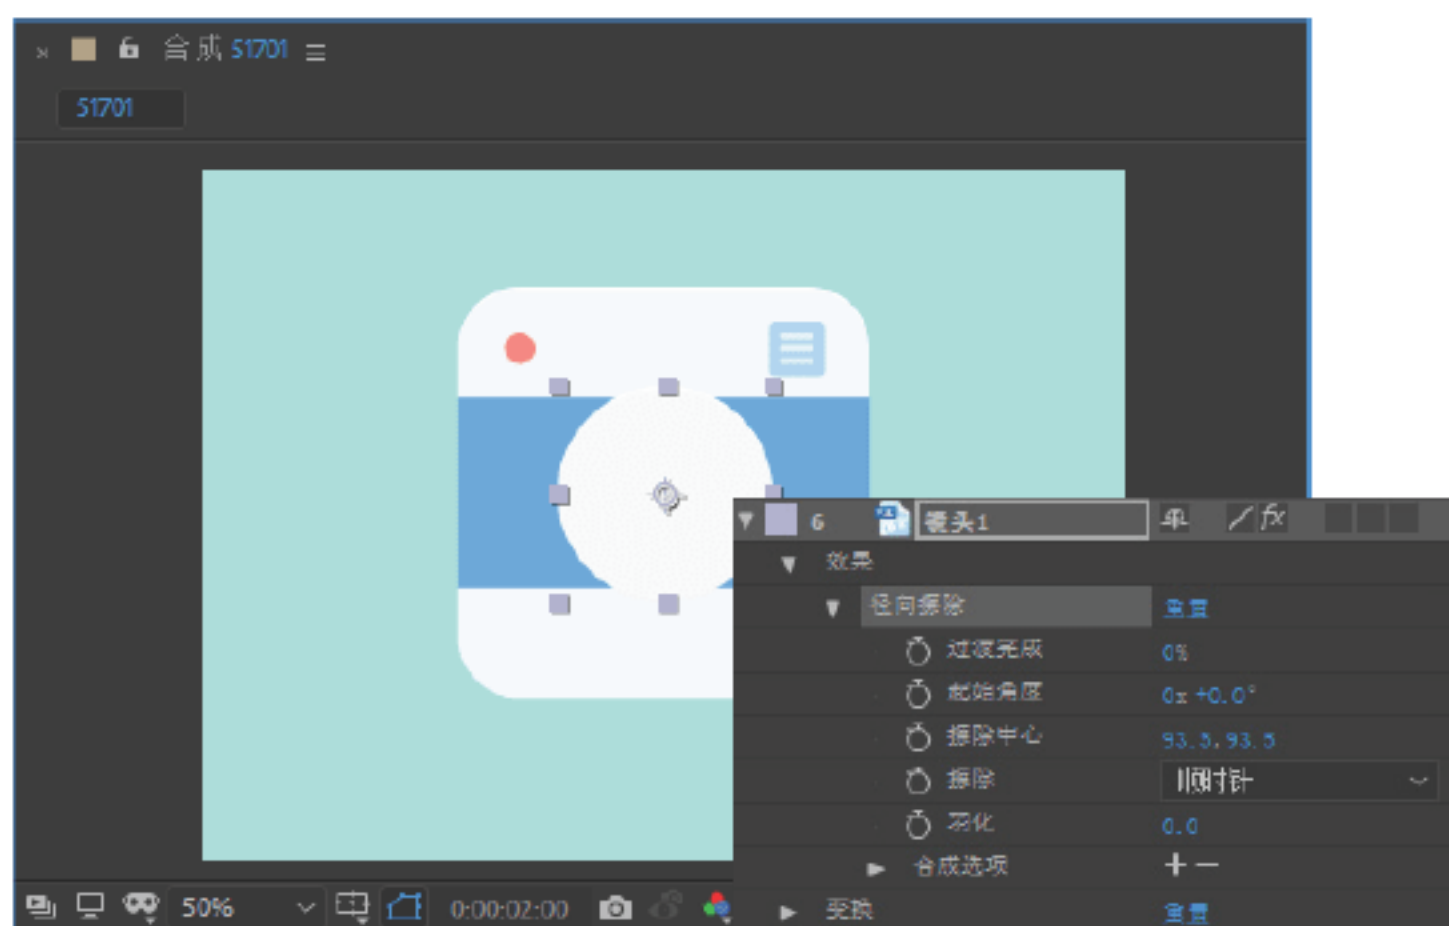 合成 51701
51701
6 镜头1 fx
效果
径向擦除 重置
过渡完成 0%
起始角度 0x +0.0°
擦除中心 93.5,93.5
擦除 顺时针
羽化 0.0
合成选项 + −
变换 重置
50% 0:00:02:00